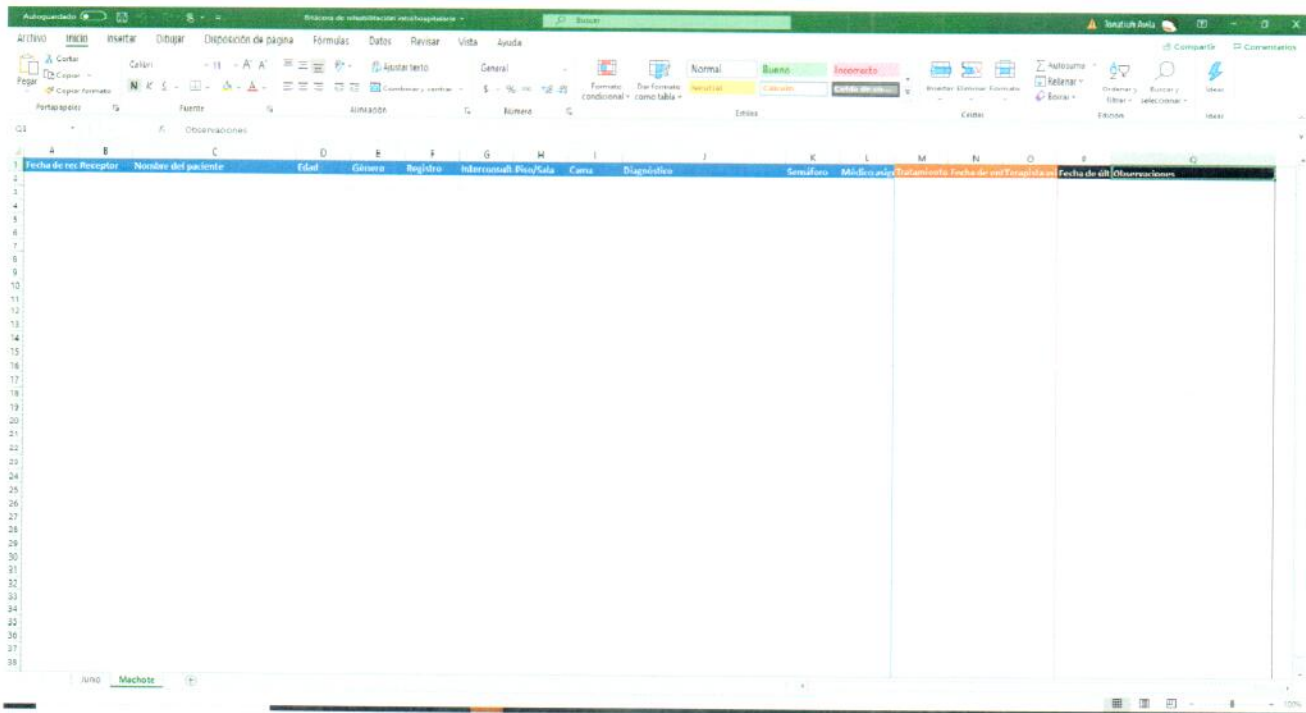 Autoguardado Bitácora de rehabilitación intrahospitalaria Buscar Jonatiuh Avila
Archivo Inicio Insertar Dibujar Disposición de página Fórmulas Datos Revisar Vista Ayuda Compartir Comentarios
Cortar
Copiar
Copiar formato
Pegar
Portapapeles
Calibri 11
N K S
Fuente
Ajustar texto
Combinar y centrar
Alineación
General
$ % 000
Número
Formato condicional
Dar formato como tabla
Normal Bueno Incorrecto
Neutral Cálculo Celda de co...
Estilos
Insertar Eliminar Formato
Celdas
Autosuma
Rellenar
Borrar
Ordenar y filtrar
Buscar y seleccionar
Edición
Ideas
Ideas
Q1 fx Observaciones
A B C D E F G H I J K L M N O P Q
1 Fecha de rec Receptor Nombre del paciente Edad Género Registro Interconsult Piso/Sala Cama Diagnóstico Semáforo Médico asig Tratamiento Fecha de ent Terapista as Fecha de últ Observaciones
2
3
4
5
6
7
8
9
10
11
12
13
14
15
16
17
18
19
20
21
22
23
24
25
26
27
28
29
30
31
32
33
34
35
36
37
38
Junio Machote
100%